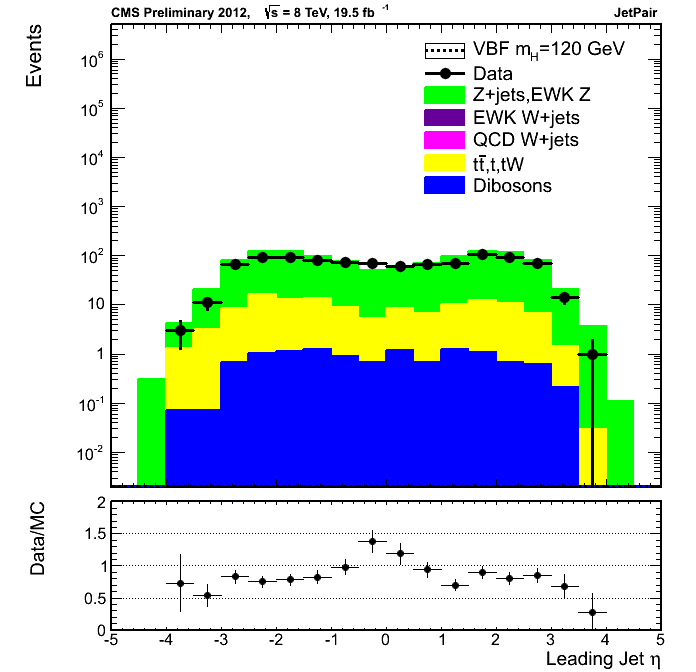 CMS Preliminary 2012, √s = 8 TeV, 19.5 fb⁻¹ JetPair
Events
VBF m_H=120 GeV
Data
Z+jets,EWK Z
EWK W+jets
QCD W+jets
tt̄,t,tW
Dibosons
10⁶
10⁵
10⁴
10³
10²
10
1
10⁻¹
10⁻²
Data/MC
2
1.5
1
0.5
0
-5 -4 -3 -2 -1 0 1 2 3 4 5
Leading Jet η